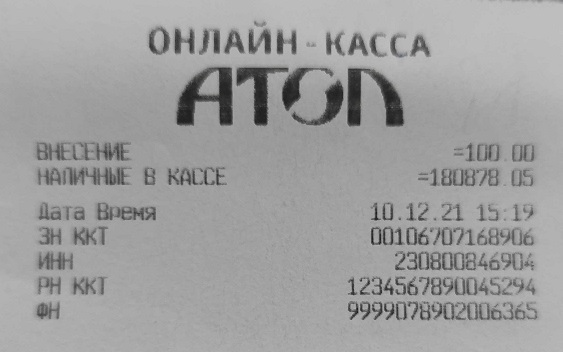 ОНЛАЙН-КАССА
АТОЛ
ВНЕСЕНИЕ =100.00
НАЛИЧНЫЕ В КАССЕ =180878.05
Дата Время 10.12.21 15:19
ЗН ККТ 00106707168906
ИНН 230800846904
РН ККТ 1234567890045294
ФН 9999078902006365